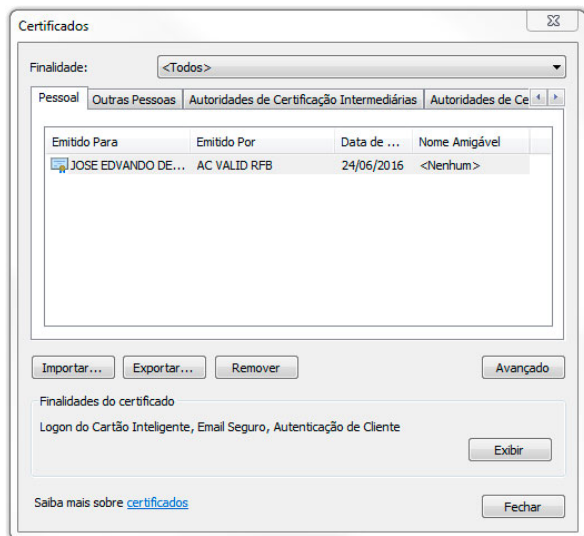 Certificados
Finalidade: <Todos>
Pessoal Outras Pessoas Autoridades de Certificação Intermediárias Autoridades de Ce
Emitido Para Emitido Por Data de ... Nome Amigável
JOSE EDVANDO DE... AC VALID RFB 24/06/2016 <Nenhum>
Importar... Exportar... Remover Avançado
Finalidades do certificado
Logon do Cartão Inteligente, Email Seguro, Autenticação de Cliente
Exibir
Saiba mais sobre certificados
Fechar